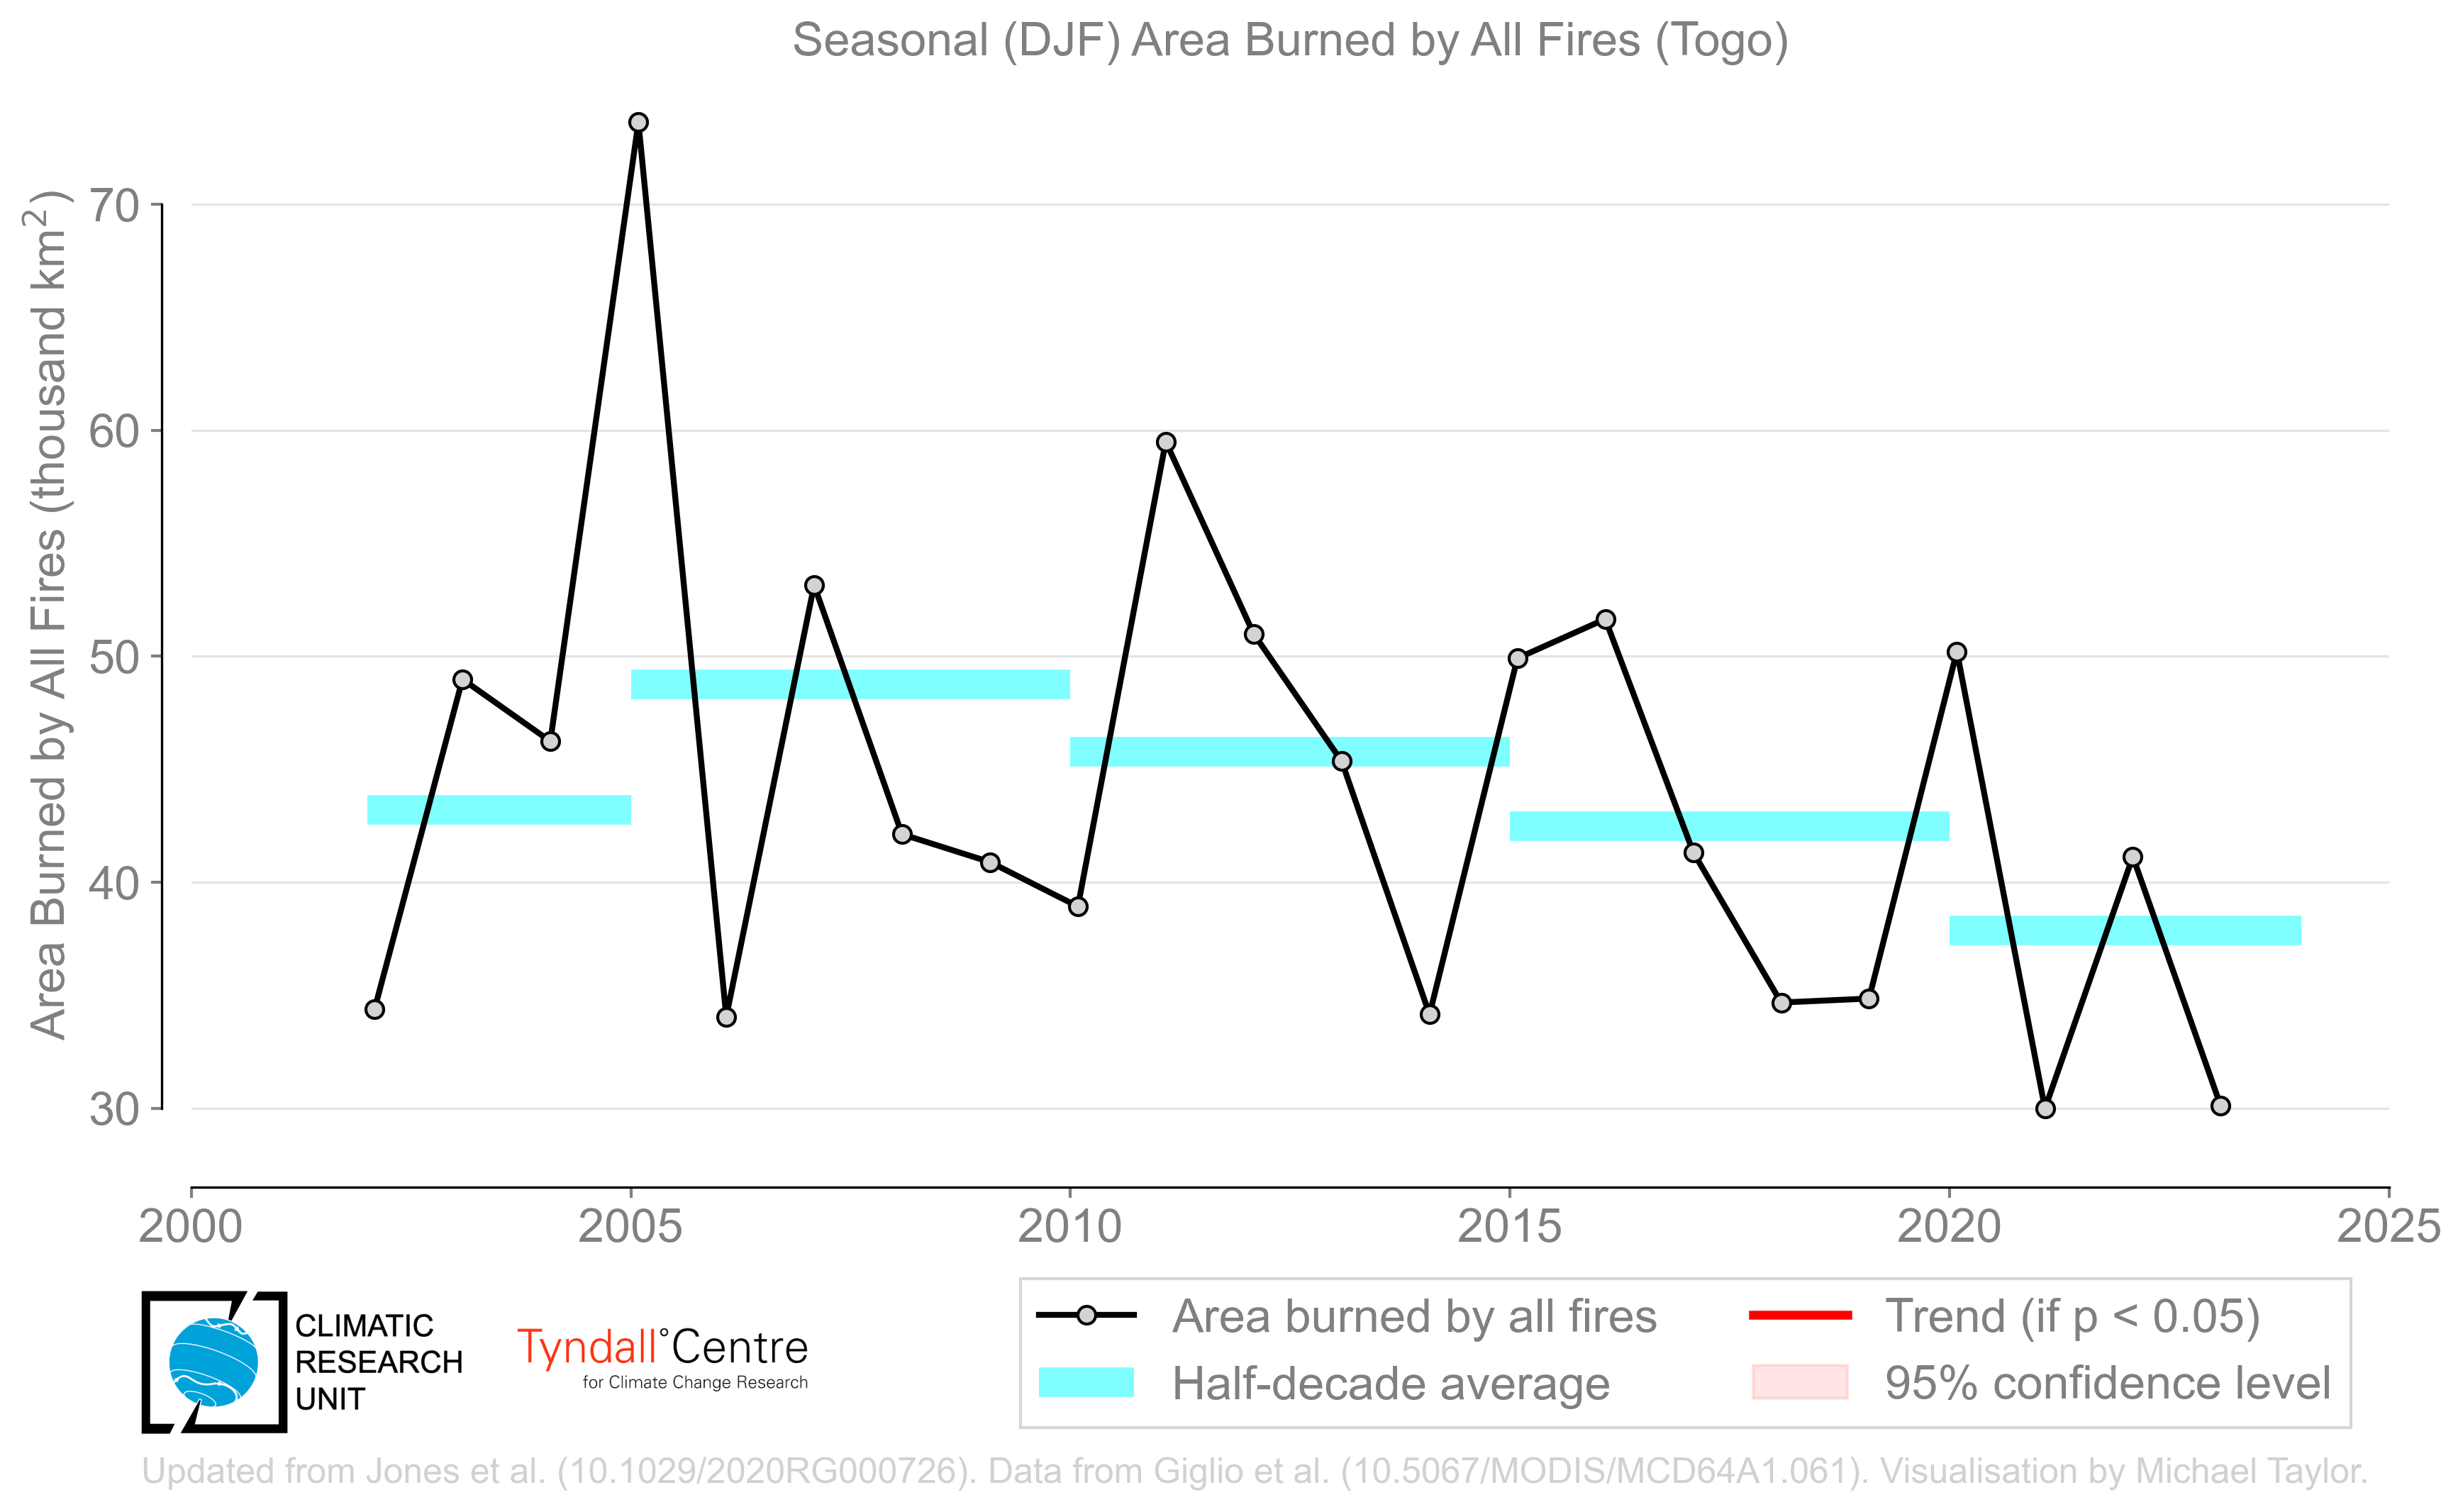 Seasonal (DJF) Area Burned by All Fires (Togo)
Area Burned by All Fires (thousand km²)
70
60
50
40
30
2000
2005
2010
2015
2020
2025
CLIMATIC
RESEARCH
UNIT
Tyndall°Centre
for Climate Change Research
Area burned by all fires
Half-decade average
Trend (if p < 0.05)
95% confidence level
Updated from Jones et al. (10.1029/2020RG000726). Data from Giglio et al. (10.5067/MODIS/MCD64A1.061). Visualisation by Michael Taylor.